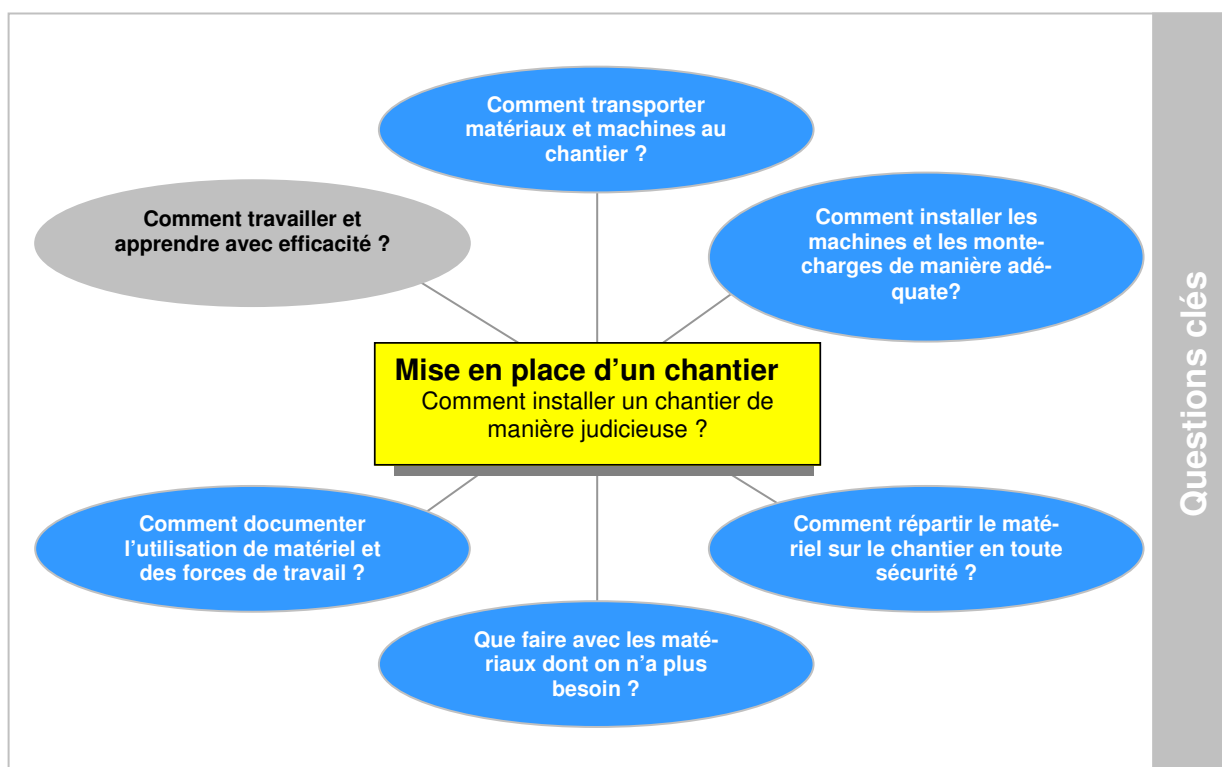 Comment transporter
matériaux et machines au
chantier ?
Comment travailler et
apprendre avec efficacité ?
Comment installer les
machines et les monte-
charges de manière adé-
quate?
Mise en place d'un chantier
Comment installer un chantier de
manière judicieuse ?
Comment documenter
l'utilisation de matériel et
des forces de travail ?
Comment répartir le maté-
riel sur le chantier en toute
sécurité ?
Que faire avec les maté-
riaux dont on n'a plus
besoin ?
Questions clés